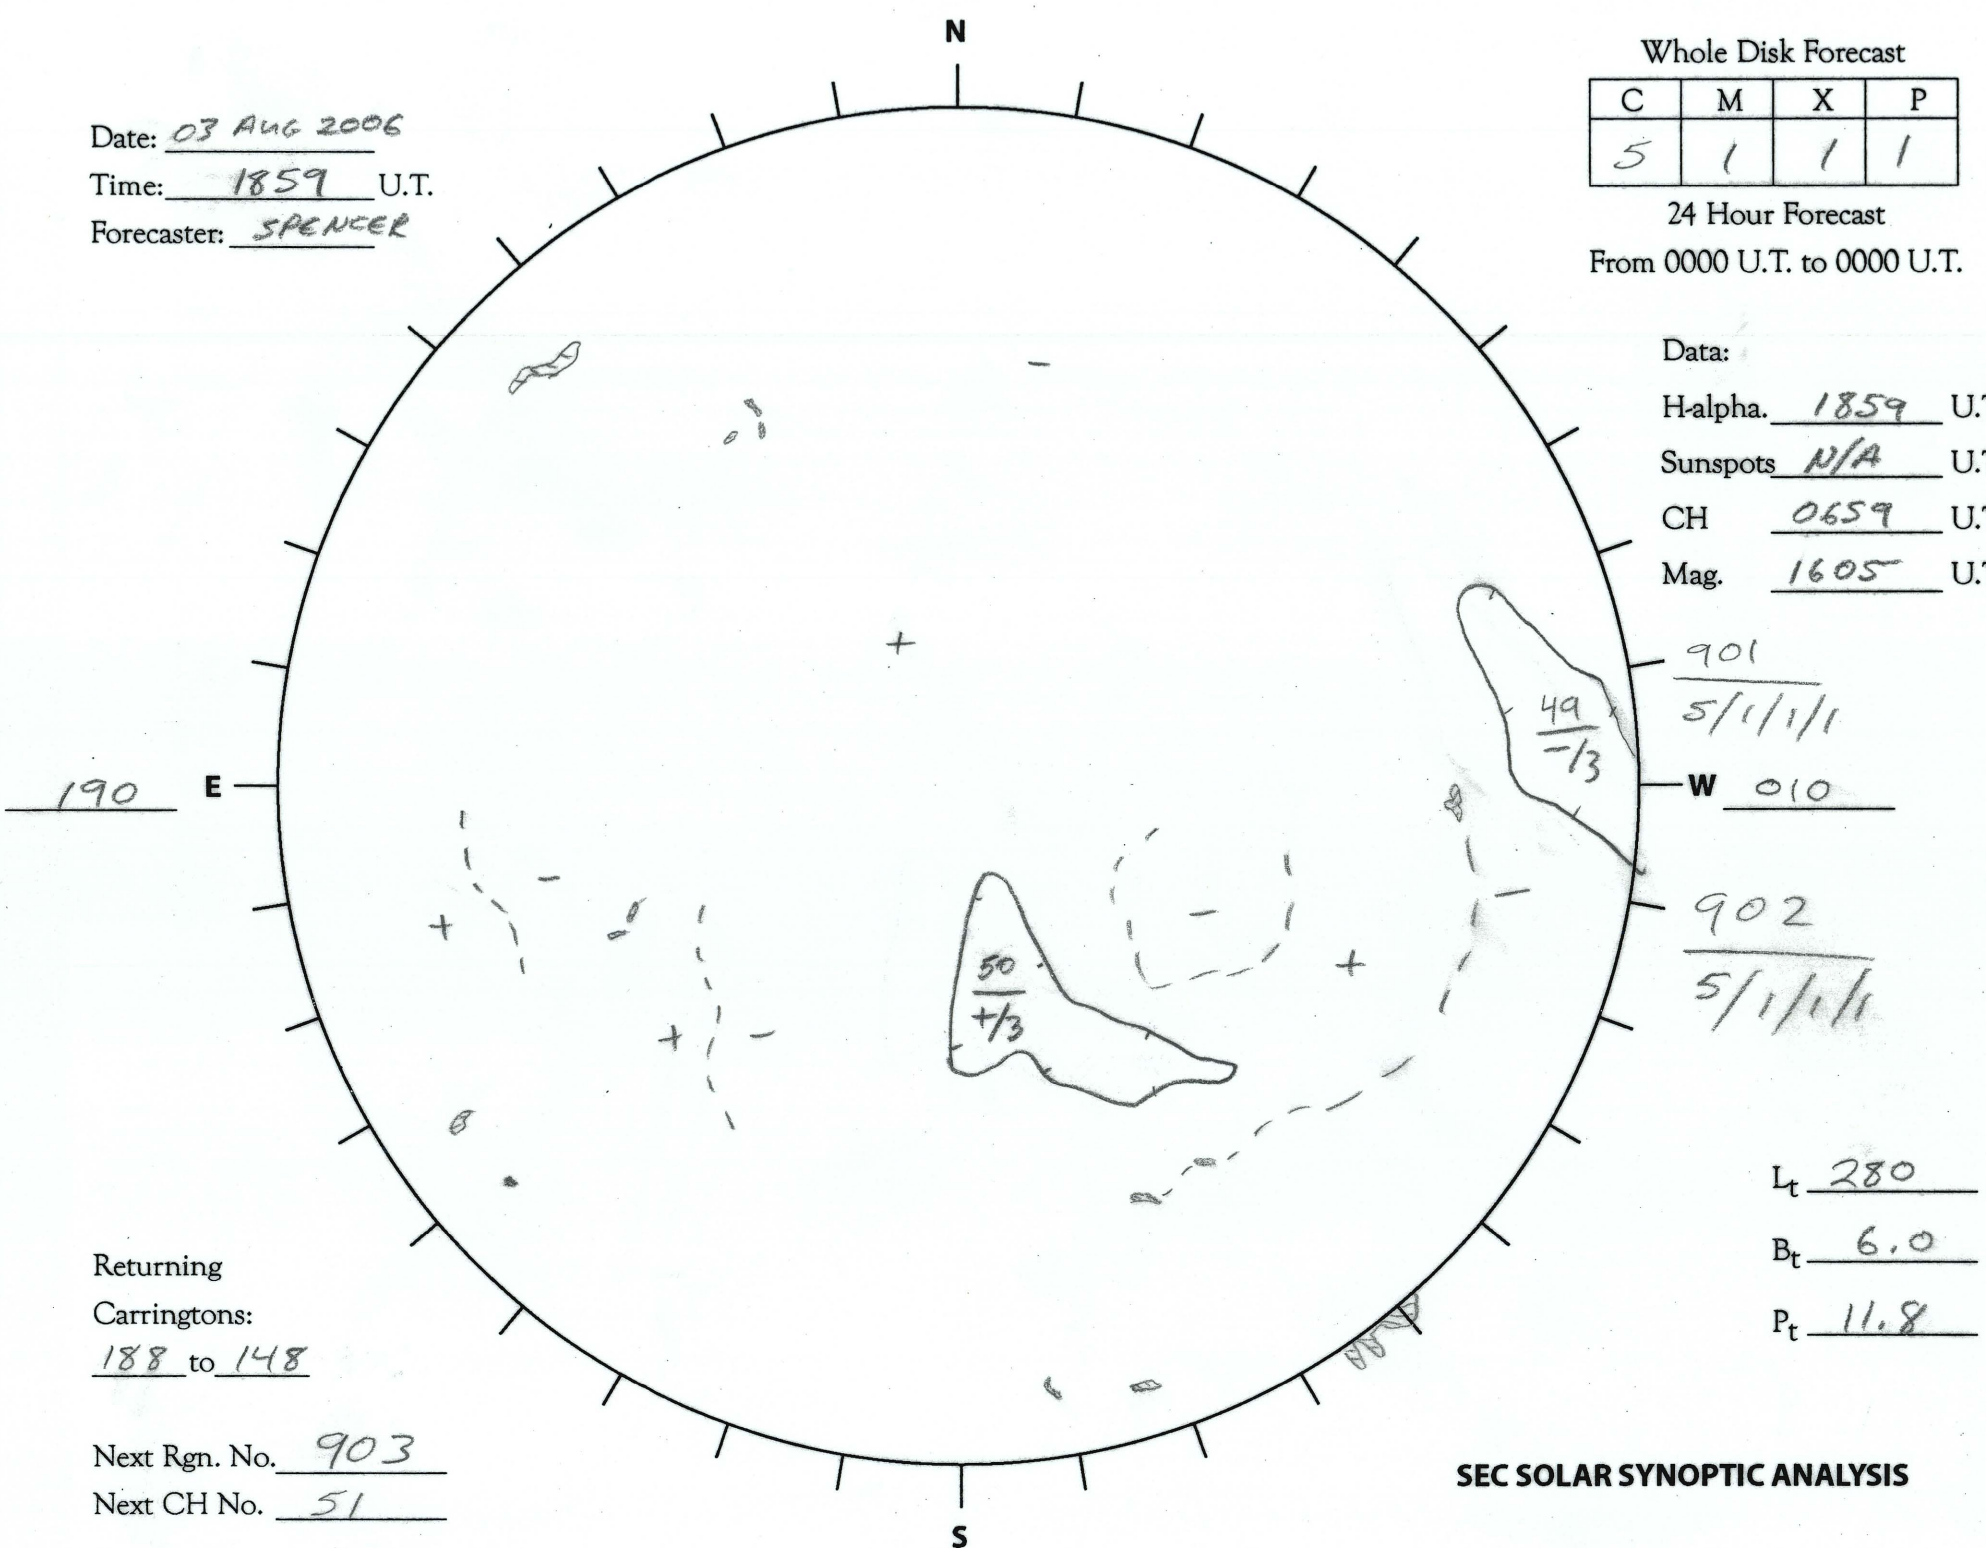 N
Date: 03 AUG 2006
Time: 1859 U.T.
Forecaster: SPENCER
Whole Disk Forecast
C M X P
5 1 1 1
24 Hour Forecast
From 0000 U.T. to 0000 U.T.
Data:
H-alpha. 1859 U.T
Sunspots N/A U.T
CH 0659 U.T
Mag. 1605 U.T
-
+
901
5/1/1/1
49
-/3
190 E
W 010
- + -
- + -
902
5/1/1/1
50
+/3
+ -
Lt 280
Bt 6.0
Pt 11.8
Returning
Carringtons:
188 to 148
Next Rgn. No. 903
Next CH No. 51
SEC SOLAR SYNOPTIC ANALYSIS
S